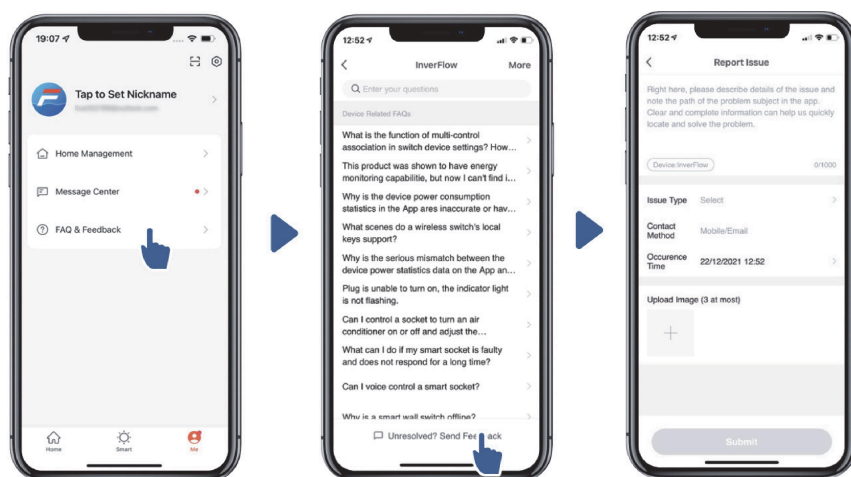 19:07
Tap to Set Nickname
Home Management
Message Center
FAQ & Feedback
Home
Smart
Me
12:52
InverFlow
More
Enter your questions
Device Related FAQs
What is the function of multi-control
association in switch device settings? How...
This product was shown to have energy
monitoring capabilitie, but now I can't find i...
Why is the device power consumption
statistics in the App ares inaccurate or hav...
What scenes do a wireless switch's local
keys support?
Why is the serious mismatch between the
device power statistics data on the App an...
Plug is unable to turn on, the indicator light
is not flashing.
Can I control a socket to turn an air
conditioner on or off and adjust the...
What can I do if my smart socket is faulty
and does not respond for a long time?
Can I voice control a smart socket?
Why is a smart wall switch offline?
Unresolved? Send Feedback
12:52
Report Issue
Right here, please describe details of the issue and
note the path of the problem subject in the app.
Clear and complete information can help us quickly
locate and solve the problem.
Device:InverFlow
0/1000
Issue Type Select
Contact
Method
Mobile/Email
Occurence
Time
22/12/2021 12:52
Upload Image (3 at most)
Submit